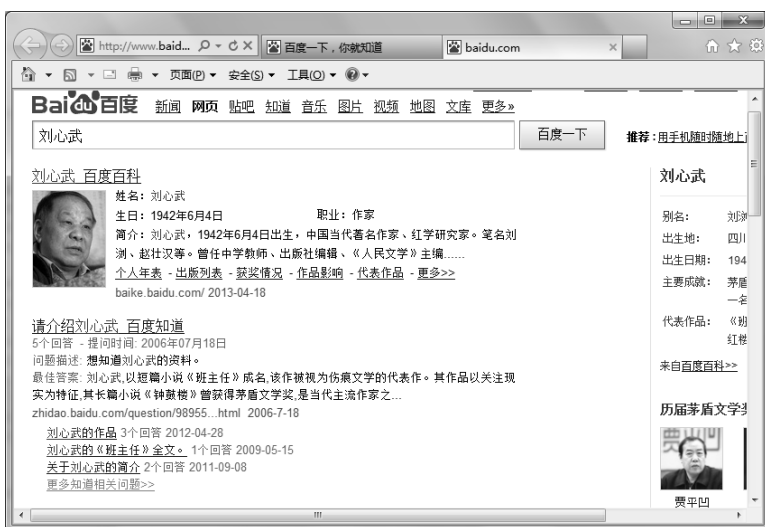 http://www.baid...
百度一下，你就知道
baidu.com
页面(P)
安全(S)
工具(O)
Bai百度
新闻 网页 贴吧 知道 音乐 图片 视频 地图 文库 更多»
刘心武
百度一下
推荐：用手机随时随地上
刘心武_百度百科
姓名：刘心武
生日：1942年6月4日 职业：作家
简介：刘心武，1942年6月4日出生，中国当代著名作家、红学研究家。笔名刘
浏、赵壮汉等。曾任中学教师、出版社编辑、《人民文学》主编......
个人年表 - 出版列表 - 获奖情况 - 作品影响 - 代表作品 - 更多>>
baike.baidu.com/ 2013-04-18
请介绍刘心武_百度知道
5个回答 - 提问时间: 2006年07月18日
问题描述: 想知道刘心武的资料。
最佳答案: 刘心武,以短篇小说《班主任》成名,该作被视为伤痕文学的代表作。其作品以关注现
实为特征,其长篇小说《钟鼓楼》曾获得茅盾文学奖,是当代主流作家之...
zhidao.baidu.com/question/98955...html 2006-7-18
刘心武的作品 3个回答 2012-04-28
刘心武的《班主任》全文。 1个回答 2009-05-15
关于刘心武的简介 2个回答 2011-09-08
更多知道相关问题>>
刘心武
别名： 刘浏
出生地： 四川
出生日期： 194
主要成就： 茅盾
一名
代表作品： 《班
红楼
来自百度百科>>
历届茅盾文学奖
贾平凹